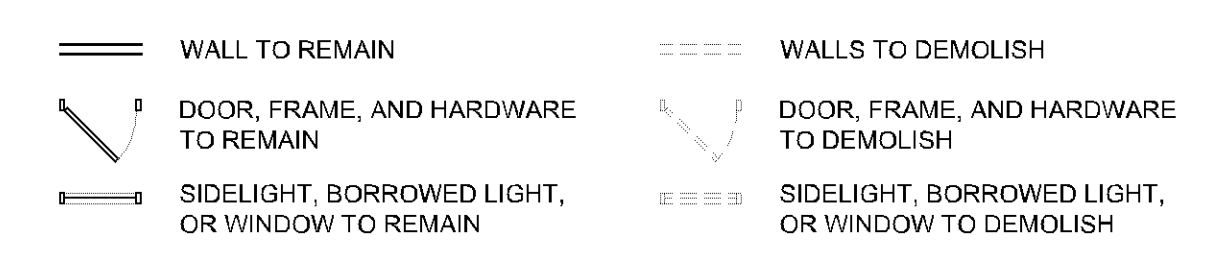 WALL TO REMAIN
DOOR, FRAME, AND HARDWARE
TO REMAIN
SIDELIGHT, BORROWED LIGHT,
OR WINDOW TO REMAIN
WALLS TO DEMOLISH
DOOR, FRAME, AND HARDWARE
TO DEMOLISH
SIDELIGHT, BORROWED LIGHT,
OR WINDOW TO DEMOLISH